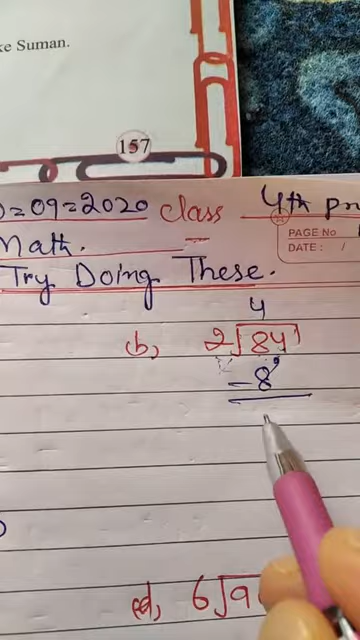 ke Suman.
157
0=09=2020 Class 4th
Math.
PAGE No
DATE: /
Try Doing These.
4
(b) 2√84
-8
(d) 6√9